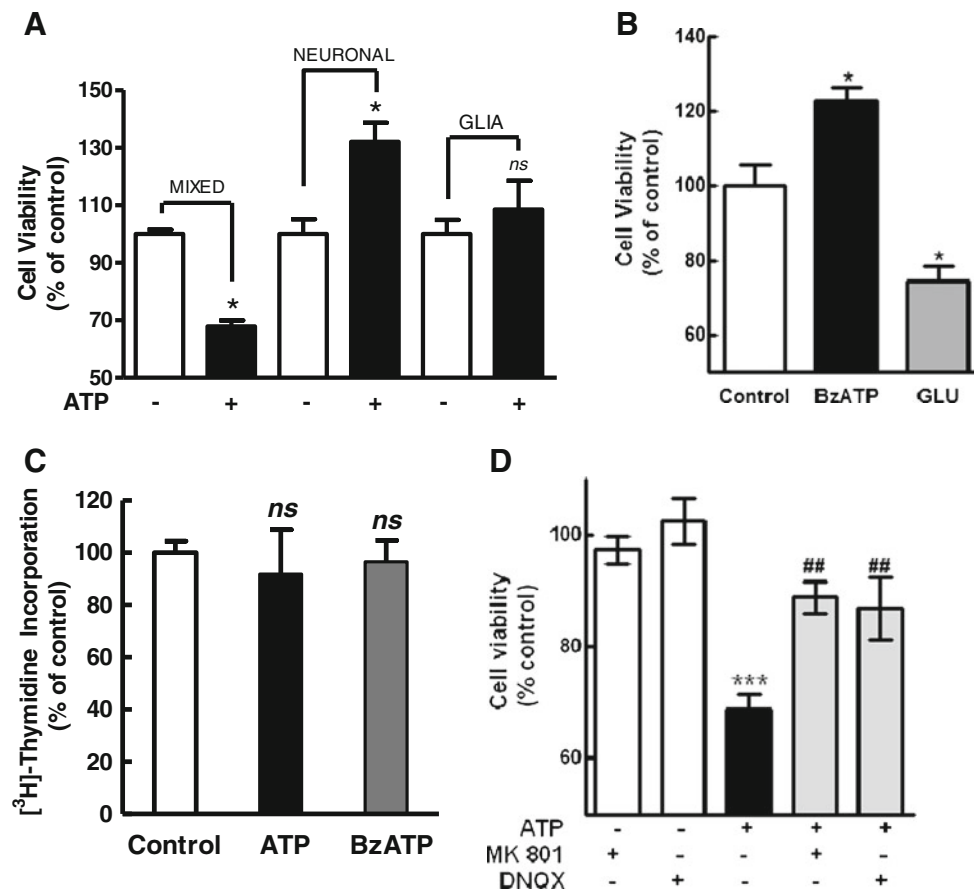 A
Cell Viability
(% of control)
150
130
110
90
70
50
MIXED
NEURONAL
GLIA
*
*
ns
ATP - + - + - +
B
Cell Viability
(% of control)
140
120
100
80
60
*
*
Control BzATP GLU
C
[³H]-Thymidine Incorporation
(% of control)
120
100
80
60
40
20
0
ns
ns
Control ATP BzATP
D
Cell viability
(% control)
100
80
60
***
##
##
ATP - - + + +
MK 801 + - - + -
DNQX - + - - +